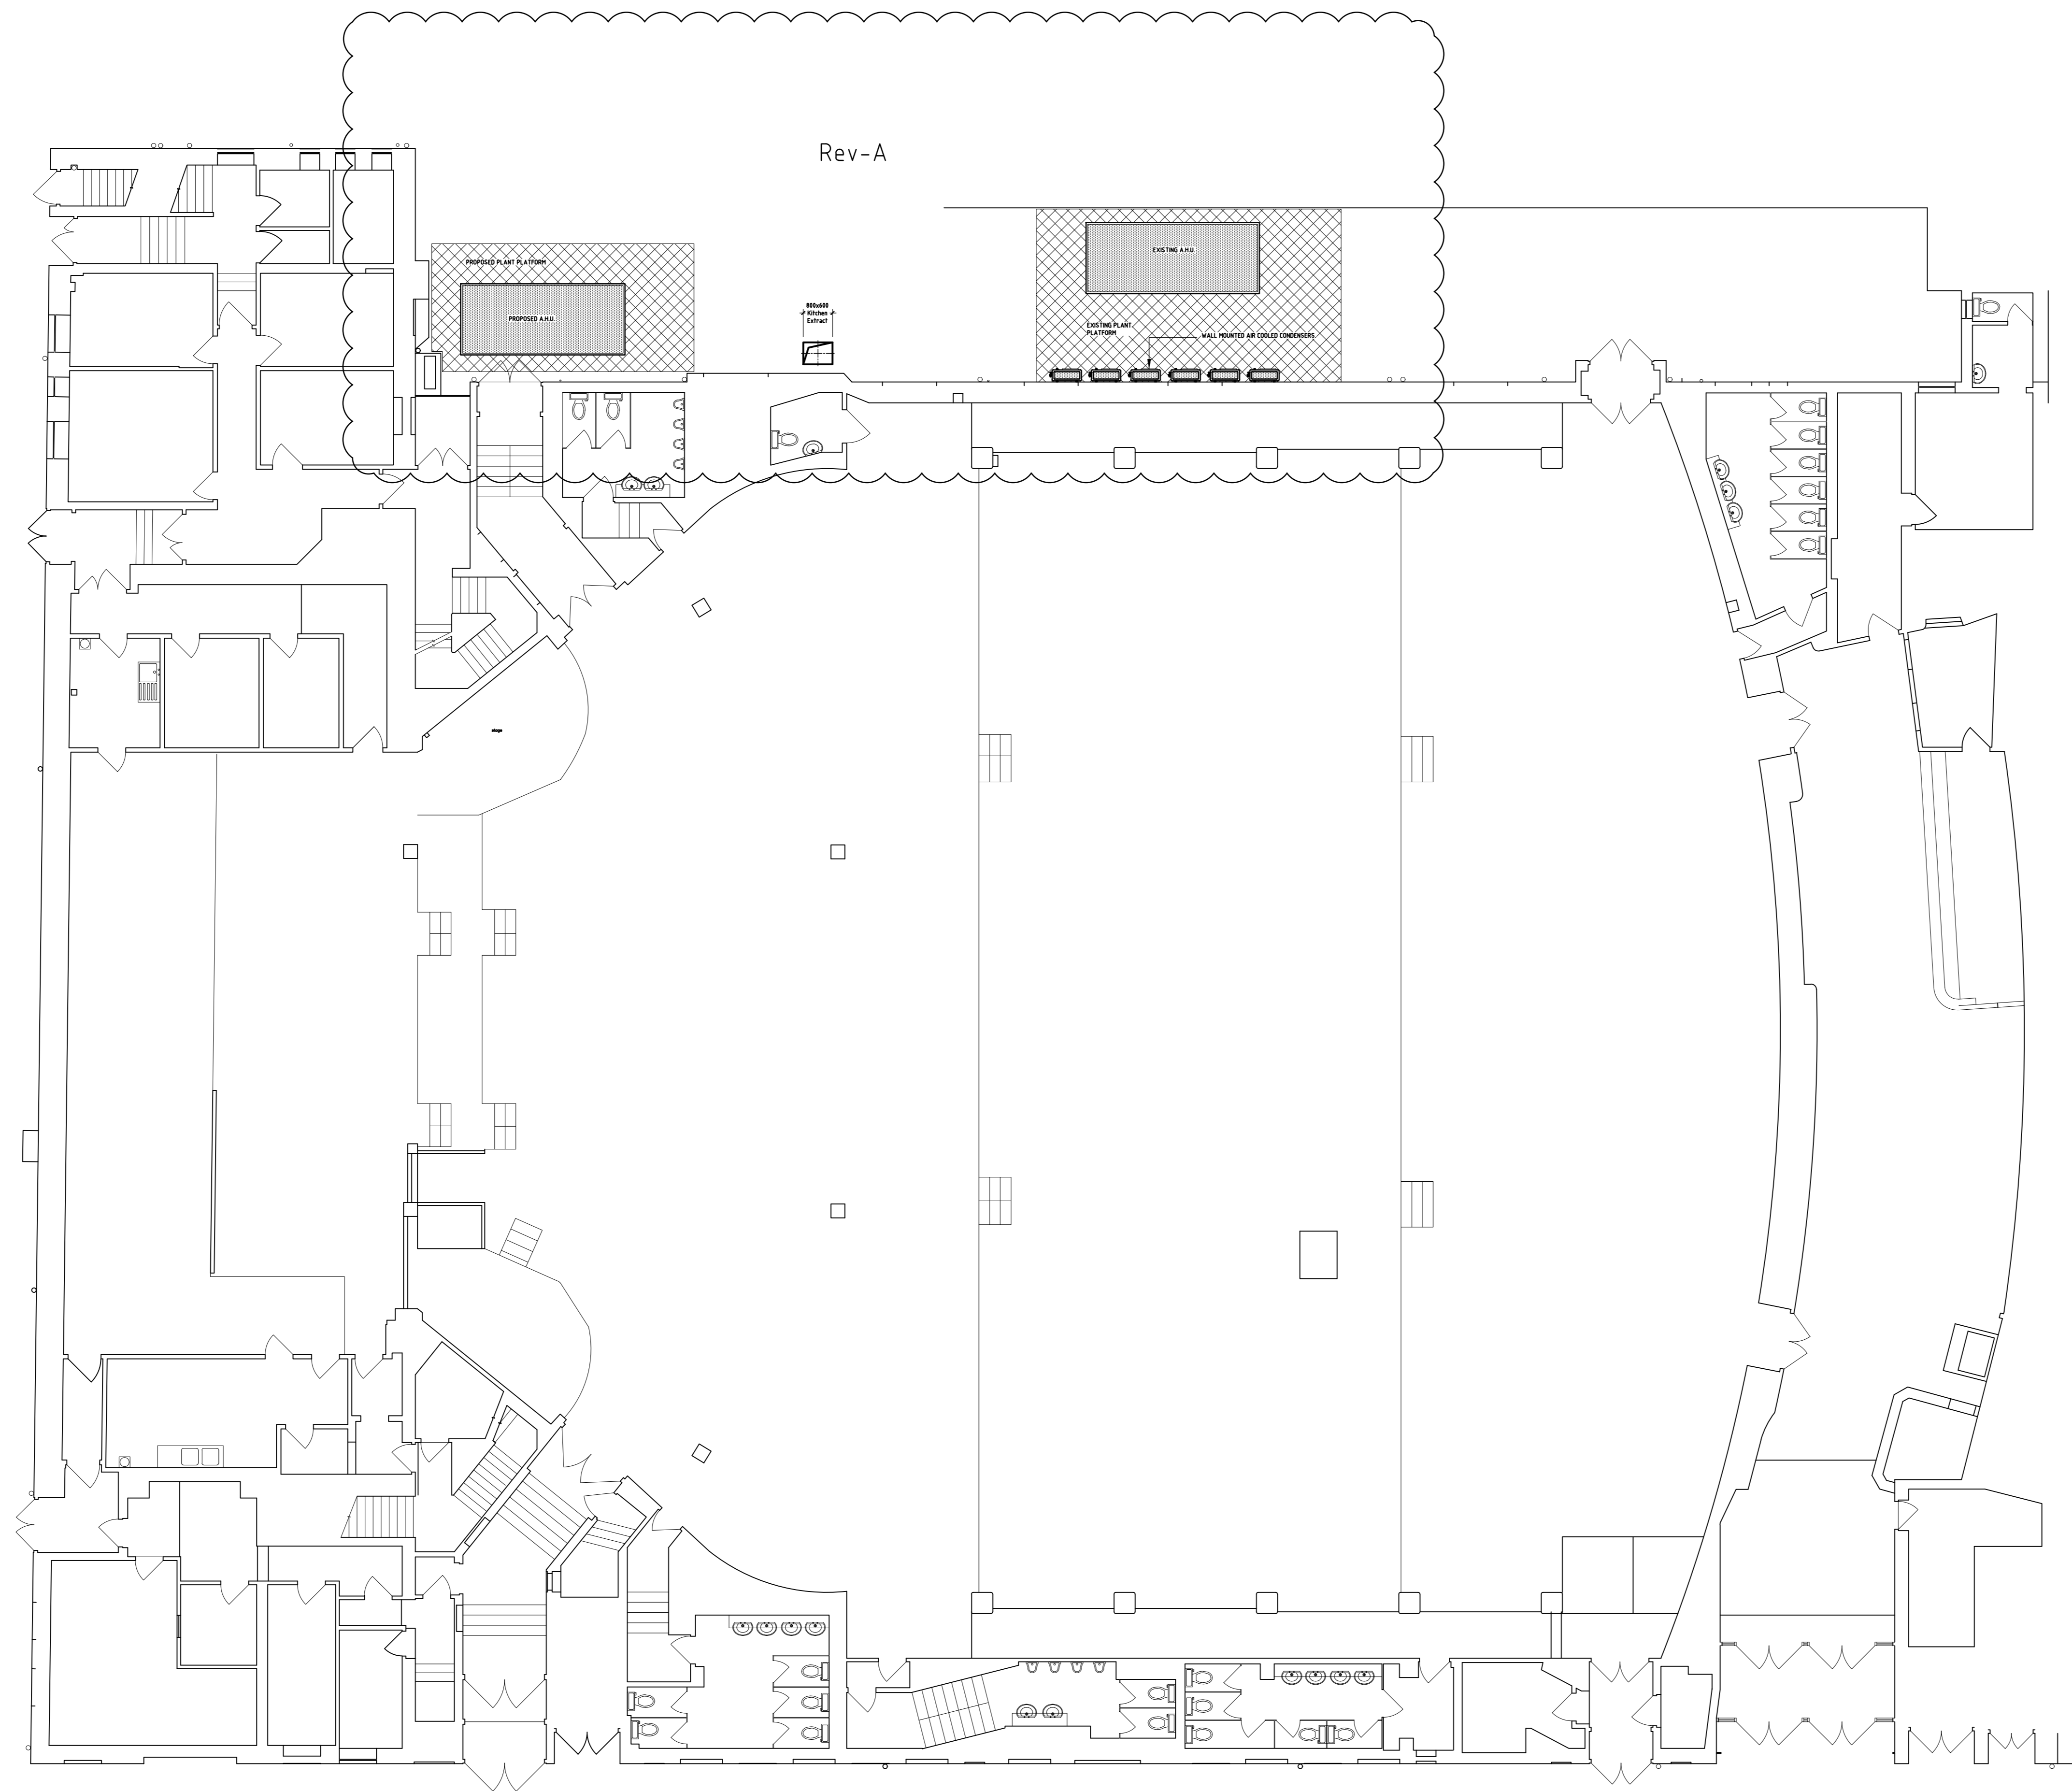 Rev-A
EXISTING A.H.U.
PROPOSED PLANT PLATFORM
800x600
Kitchen
Extract
PROPOSED A.H.U.
EXISTING PLANT
PLATFORM
WALL MOUNTED AIR COOLED CONDENSERS
stage